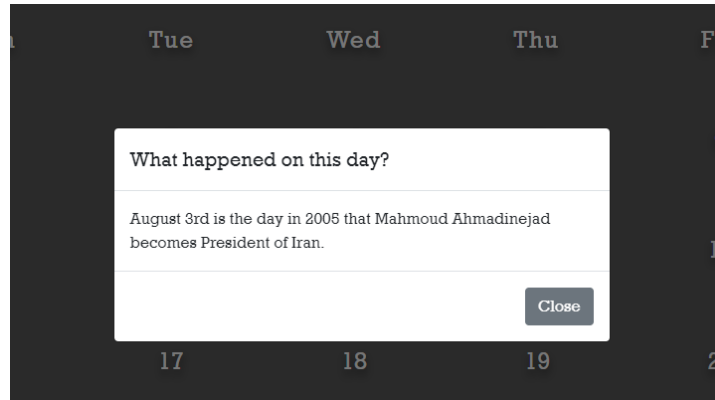 Tue Wed Thu F
What happened on this day?
August 3rd is the day in 2005 that Mahmoud Ahmadinejad
becomes President of Iran.
Close
17 18 19 2